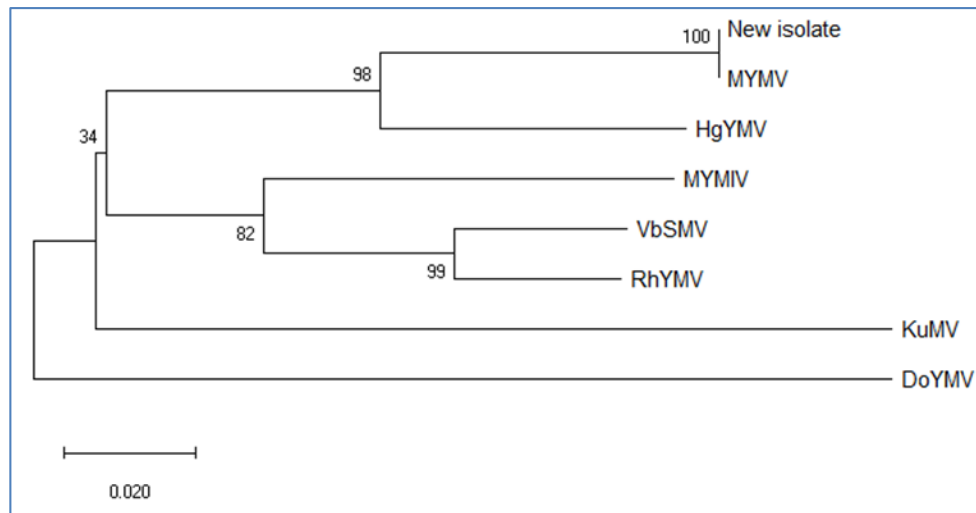 New isolate
100
MYMV
98
HgYMV
34
MYMIV
VbSMV
82
99
RhYMV
KuMV
DoYMV
0.020